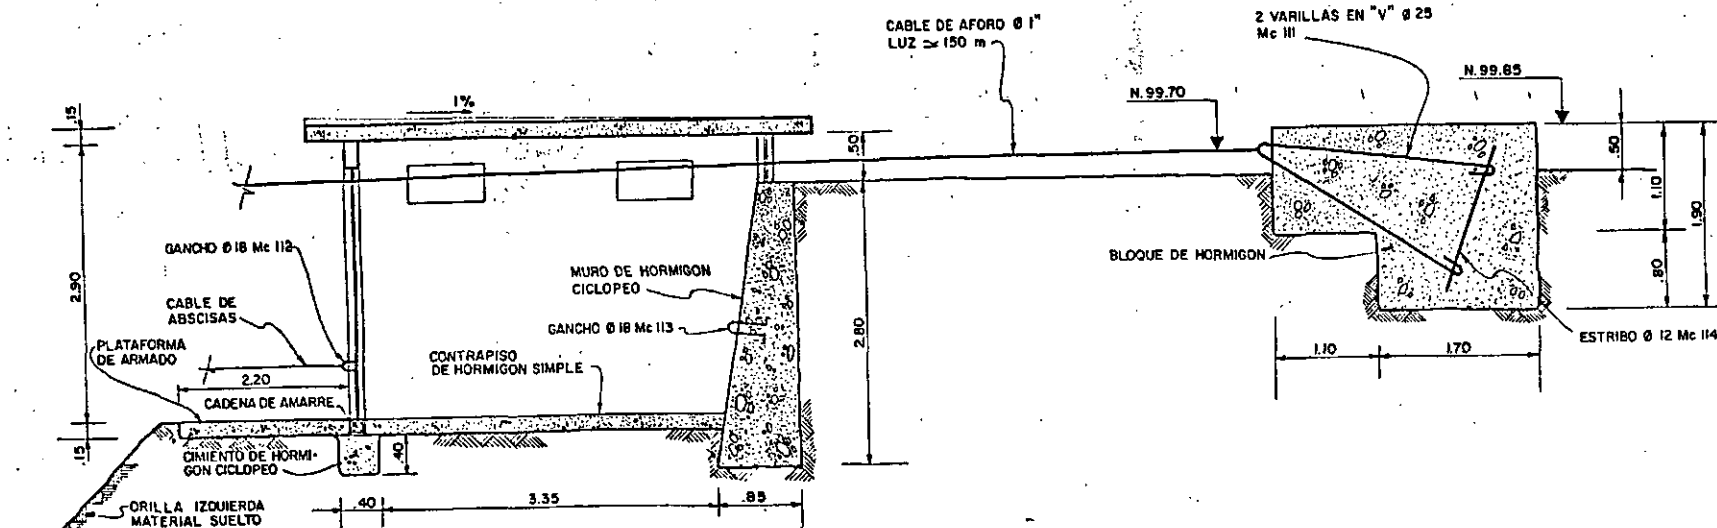 CABLE DE AFORO Ø 1"
LUZ ≃ 150 m
2 VARILLAS EN "V" Ø 25
Mc 111
N. 99.85
N. 99.70
1%
.15
.50
.50
1.10
1.90
GANCHO Ø 18 Mc 112
MURO DE HORMIGON
CICLOPEO
BLOQUE DE HORMIGON
.80
2.90
CABLE DE
ABSCISAS
GANCHO Ø 18 Mc 113
2.80
ESTRIBO Ø 12 Mc 114
PLATAFORMA
DE ARMADO
CONTRAPISO
DE HORMIGON SIMPLE
1.10
1.70
2.20
CADENA DE AMARRE
.15
CIMIENTO DE HORMI-
GON CICLOPEO
.40
ORILLA IZQUIERDA
MATERIAL SUELTO
.40
3.35
.85